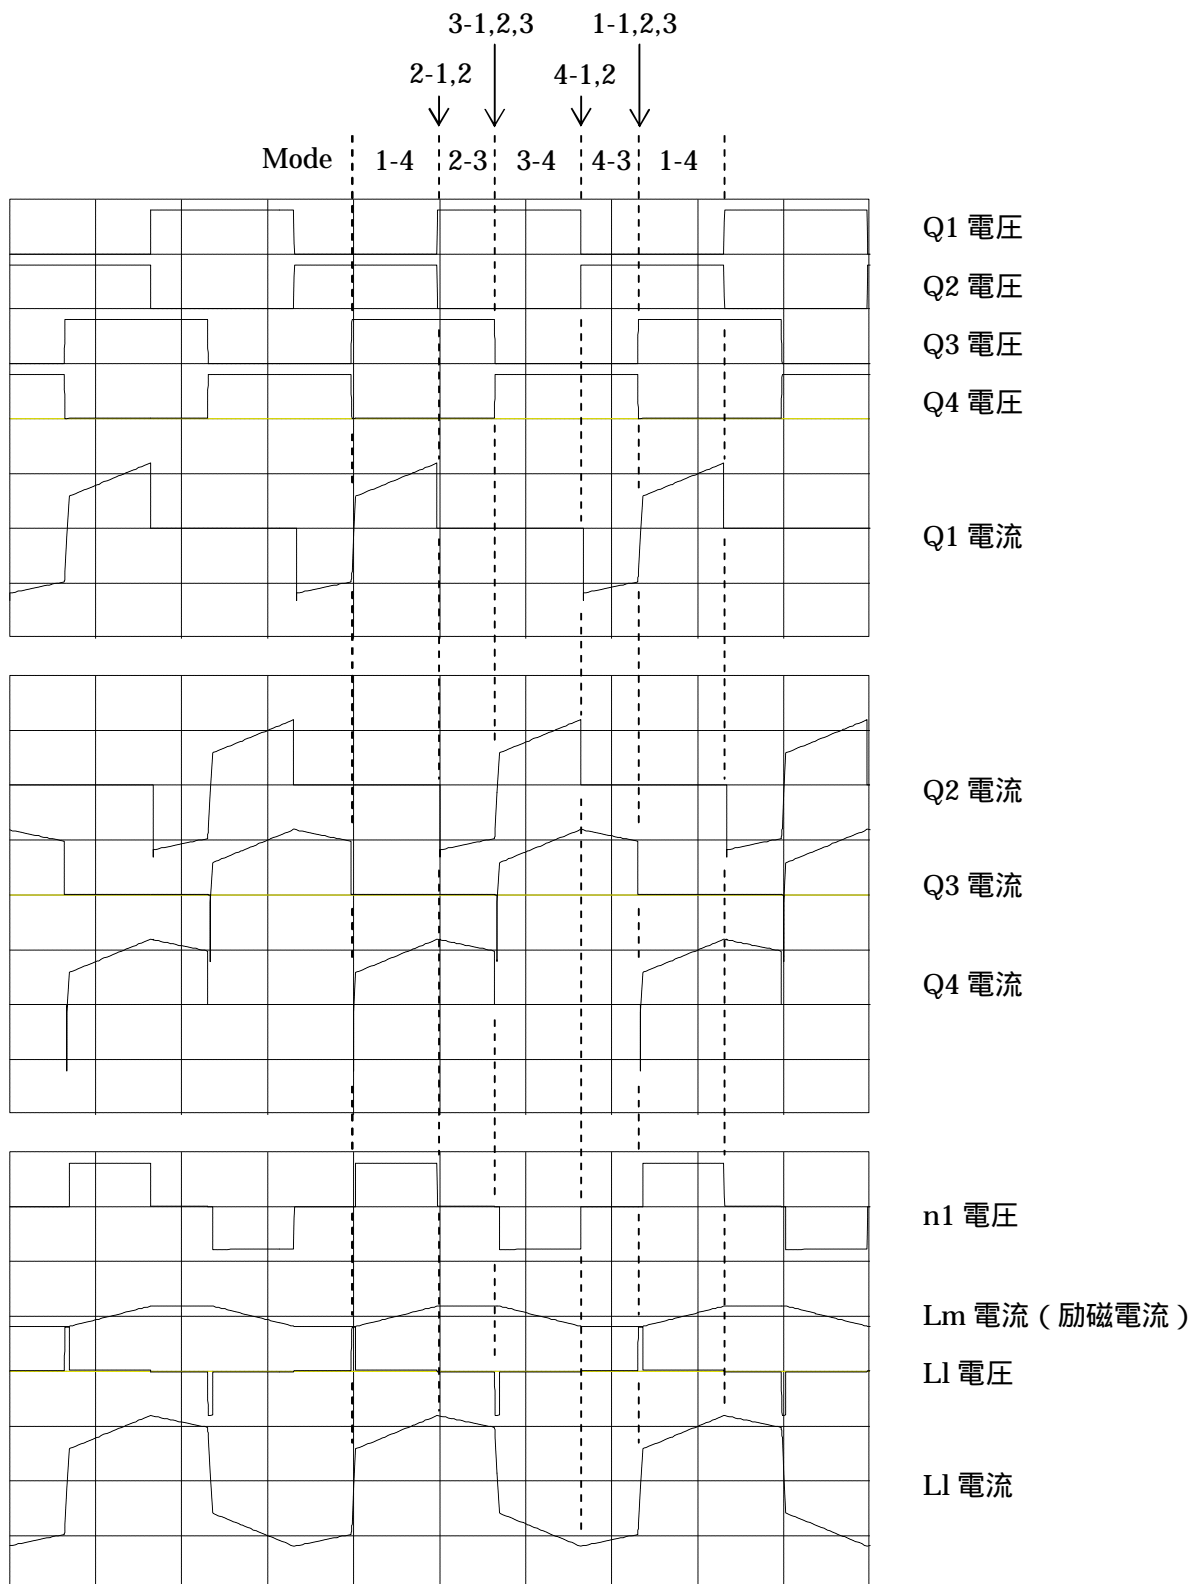 3-1,2,3 1-1,2,3
2-1,2 4-1,2
Mode 1-4 2-3 3-4 4-3 1-4
Q1 電圧
Q2 電圧
Q3 電圧
Q4 電圧
Q1 電流
Q2 電流
Q3 電流
Q4 電流
n1 電圧
Lm 電流（励磁電流）
Ll 電圧
Ll 電流